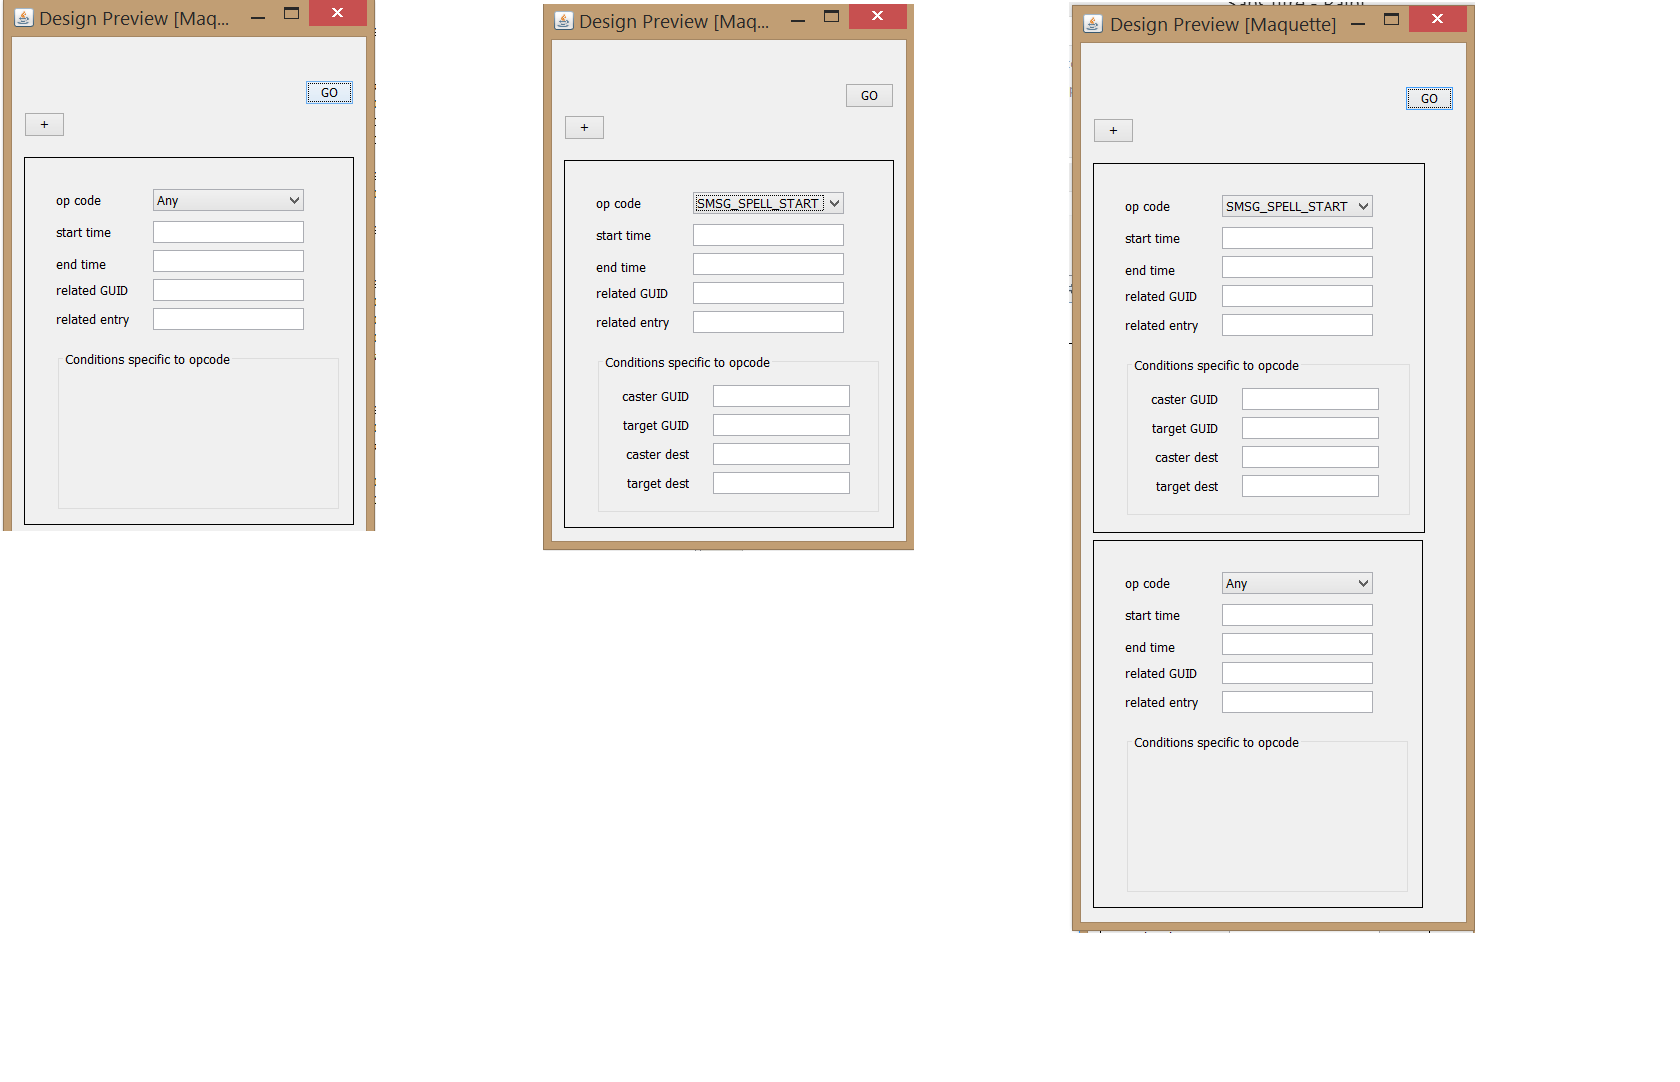 Design Preview [Maq...
GO
+
op code Any
start time
end time
related GUID
related entry
Conditions specific to opcode
Design Preview [Maq...
GO
+
op code SMSG_SPELL_START
start time
end time
related GUID
related entry
Conditions specific to opcode
caster GUID
target GUID
caster dest
target dest
Design Preview [Maquette]
GO
+
op code SMSG_SPELL_START
start time
end time
related GUID
related entry
Conditions specific to opcode
caster GUID
target GUID
caster dest
target dest
op code Any
start time
end time
related GUID
related entry
Conditions specific to opcode